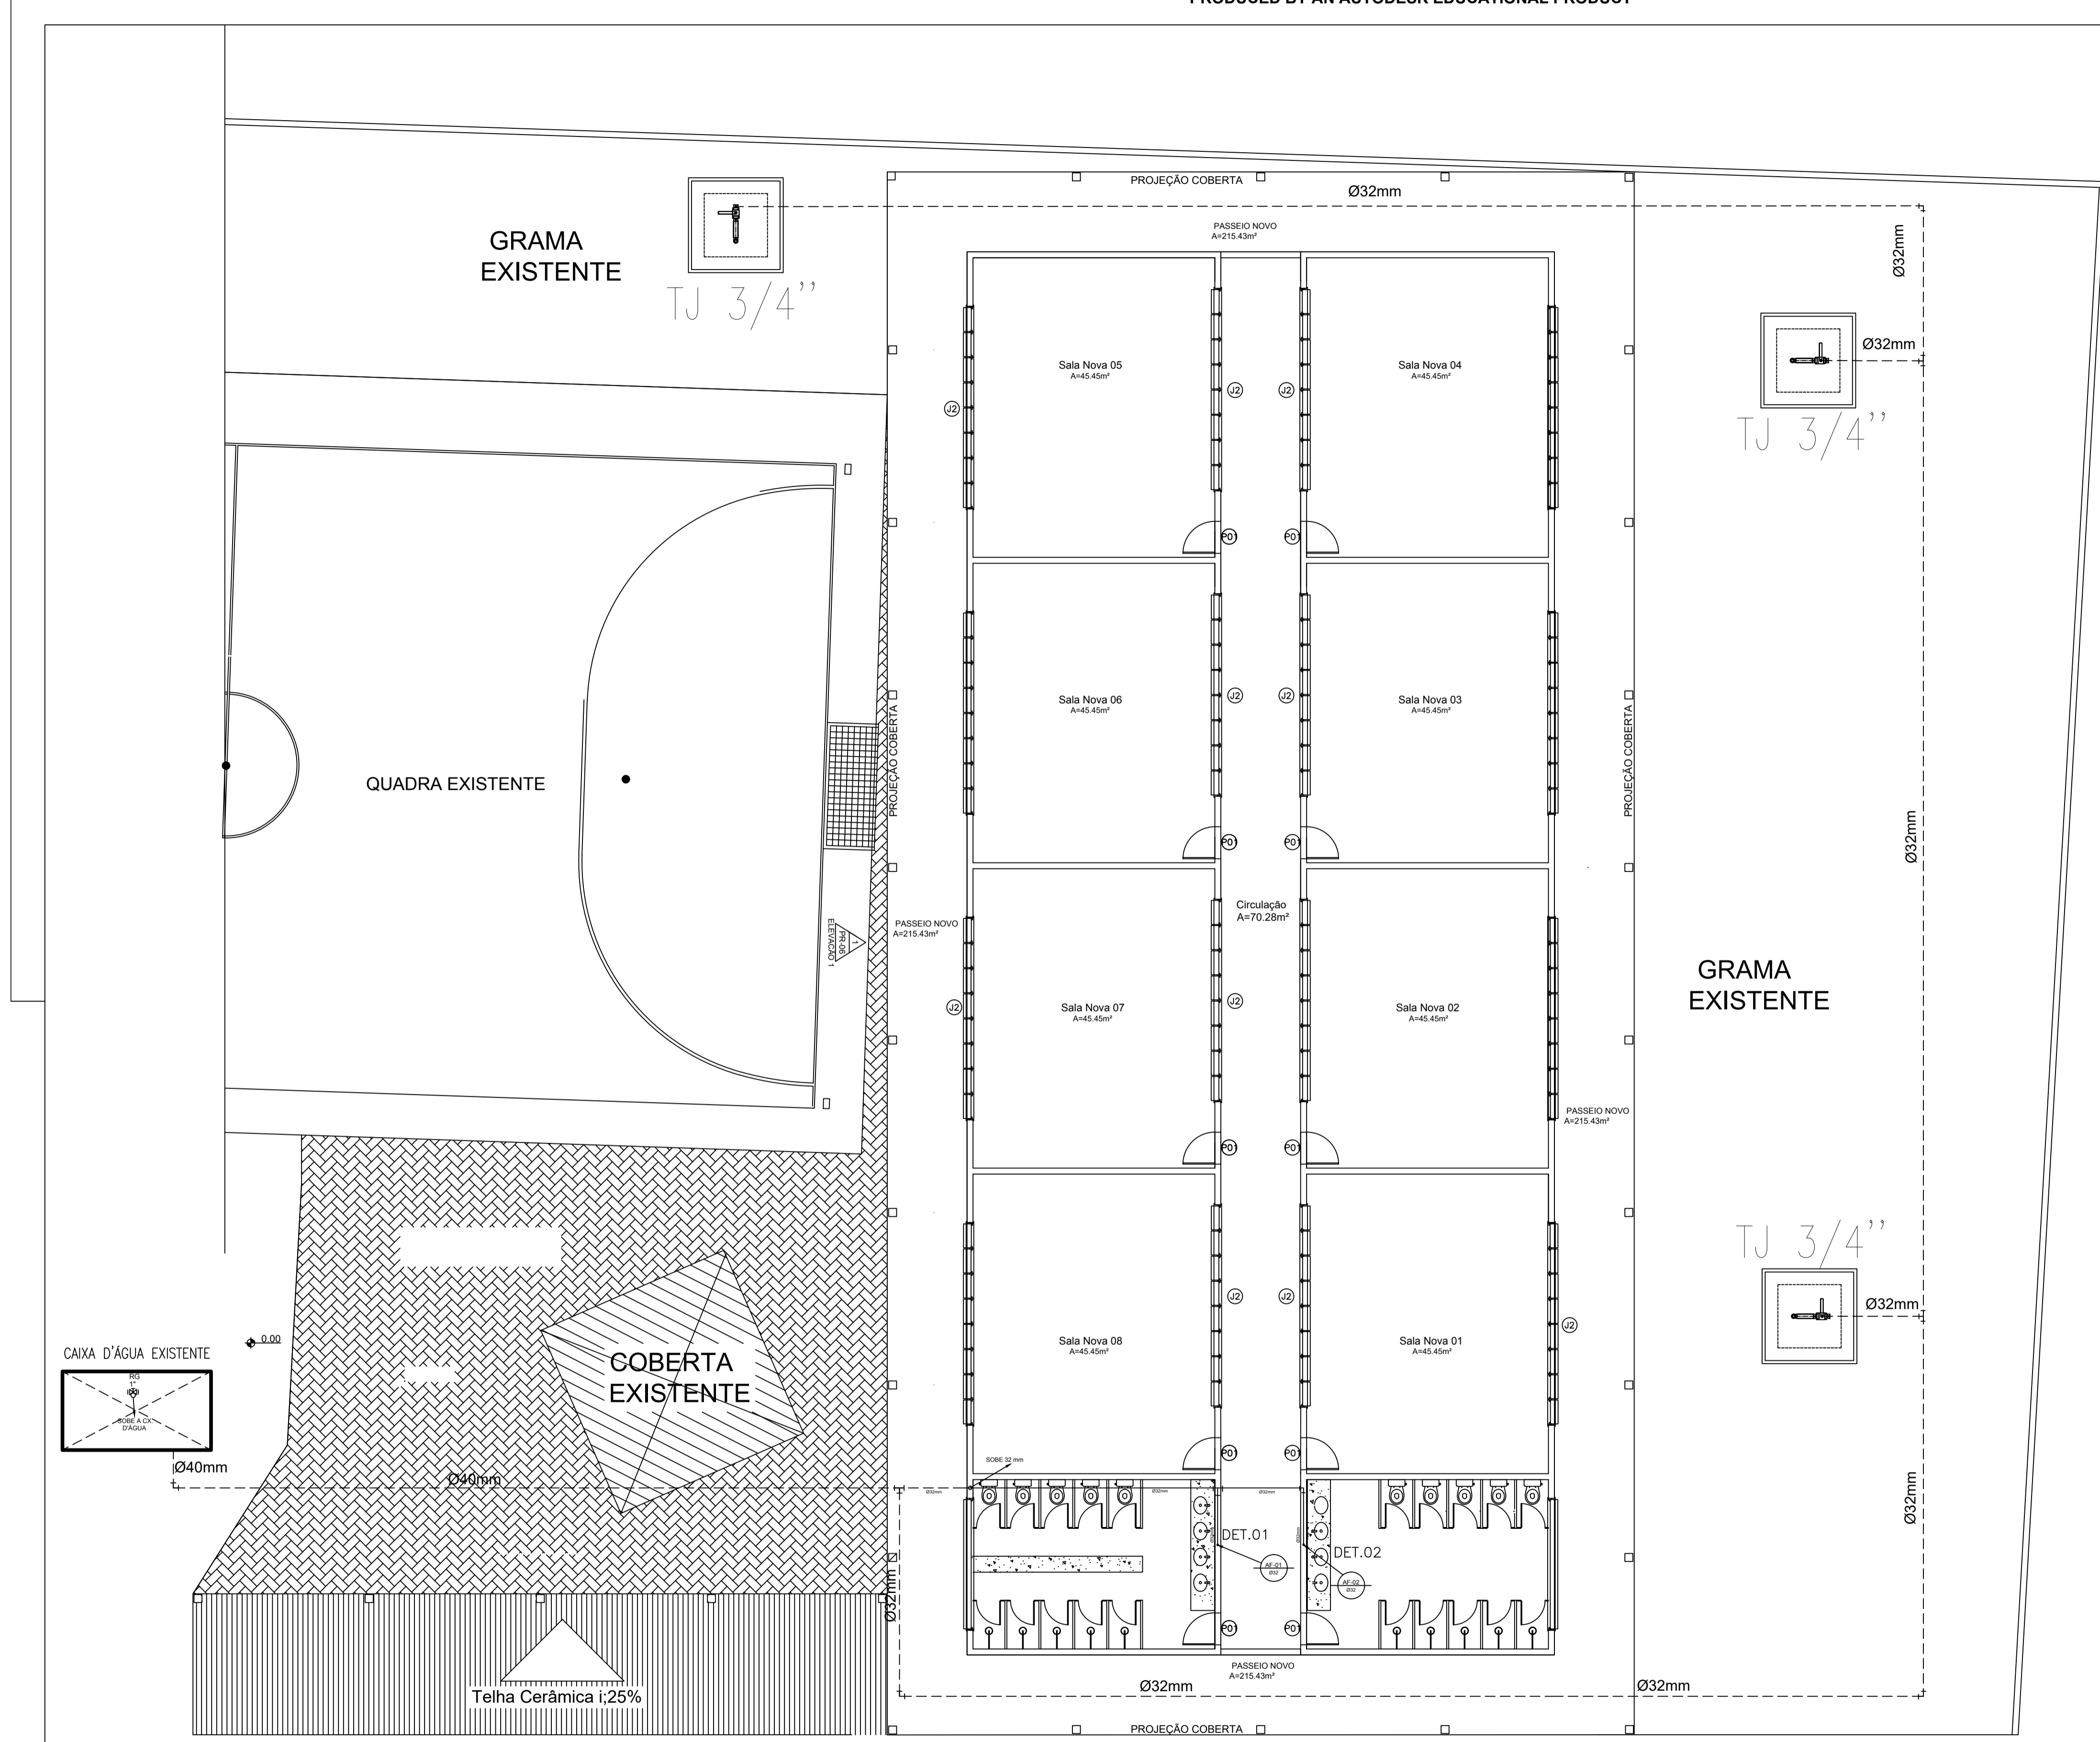 PRODUCED BY AN AUTODESK EDUCATIONAL PRODUCT
PROJEÇÃO COBERTA
Ø32mm
PASSEIO NOVO
A=215.43m²
GRAMA
EXISTENTE
TJ 3/4''
Ø32mm
Ø32mm
TJ 3/4''
Sala Nova 05
A=45.45m²
Sala Nova 04
A=45.45m²
J2
J2
J2
P01
P01
Sala Nova 06
A=45.45m²
Sala Nova 03
A=45.45m²
J2
J2
PROJEÇÃO COBERTA
PROJEÇÃO COBERTA
QUADRA EXISTENTE
Ø32mm
P01
P01
Circulação
A=70.28m²
PASSEIO NOVO
A=215.43m²
1
PR-06
ELEVAÇÃO 1
GRAMA
EXISTENTE
Sala Nova 07
A=45.45m²
Sala Nova 02
A=45.45m²
J2
J2
PASSEIO NOVO
A=215.43m²
P01
P01
TJ 3/4''
Ø32mm
J2
J2
J2
Sala Nova 08
A=45.45m²
Sala Nova 01
A=45.45m²
0.00
CAIXA D'ÁGUA EXISTENTE
RG
1"
SOBE A CX.
D'ÁGUA
COBERTA
EXISTENTE
P01
P01
Ø40mm
Ø40mm
SOBE 32 mm
Ø32mm
Ø32mm
Ø32mm
Ø32mm
Ø32mm
Ø32mm
DET.01
DET.02
AF-01
Ø32
AF-02
Ø32
Ø32mm
P01
P01
PASSEIO NOVO
A=215.43m²
Ø32mm
Ø32mm
Telha Cerâmica i;25%
PROJEÇÃO COBERTA